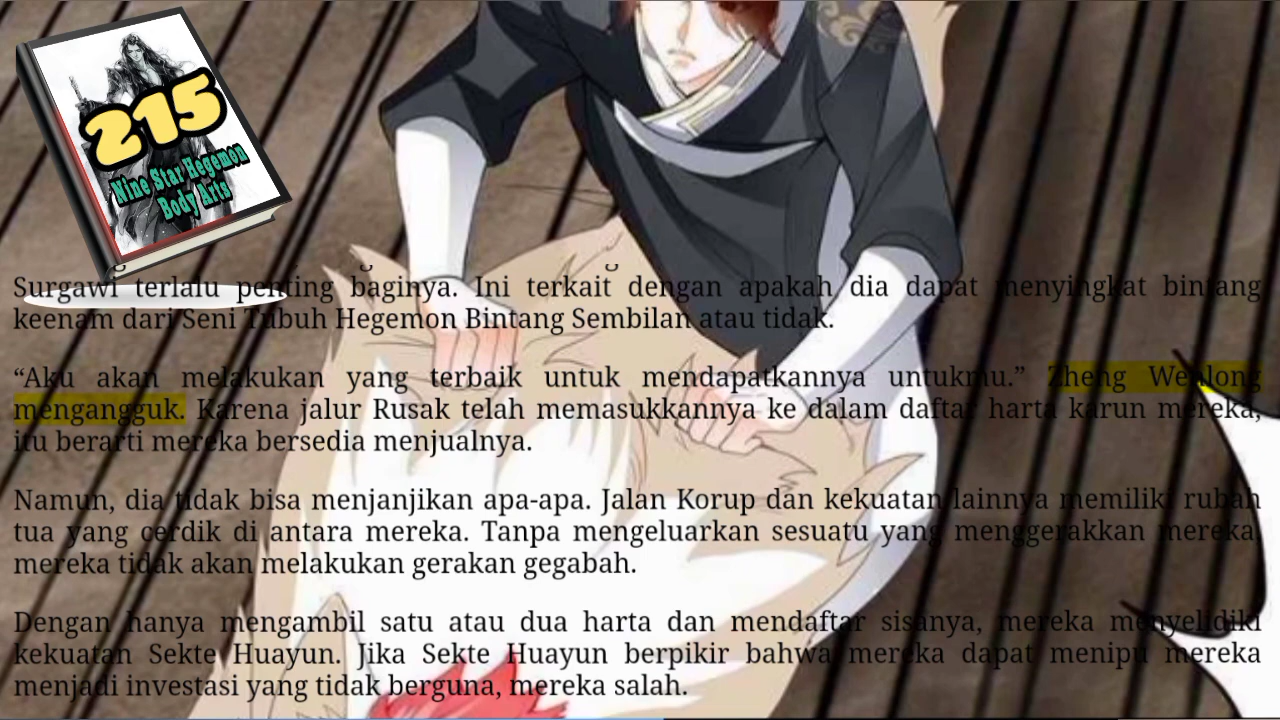 215
Nine Star Hegemon
Body Arts
Surgawi terlalu penting baginya. Ini terkait dengan apakah dia dapat menyingkat bintang
keenam dari Seni Tubuh Hegemon Bintang Sembilan atau tidak.
“Aku akan melakukan yang terbaik untuk mendapatkannya untukmu.” Zheng Wenlong
mengangguk. Karena jalur Rusak telah memasukkannya ke dalam daftar harta karun mereka,
itu berarti mereka bersedia menjualnya.
Namun, dia tidak bisa menjanjikan apa-apa. Jalan Korup dan kekuatan lainnya memiliki rubah
tua yang cerdik di antara mereka. Tanpa mengeluarkan sesuatu yang menggerakkan mereka,
mereka tidak akan melakukan gerakan gegabah.
Dengan hanya mengambil satu atau dua harta dan mendaftar sisanya, mereka menyelidiki
kekuatan Sekte Huayun. Jika Sekte Huayun berpikir bahwa mereka dapat menipu mereka
menjadi investasi yang tidak berguna, mereka salah.